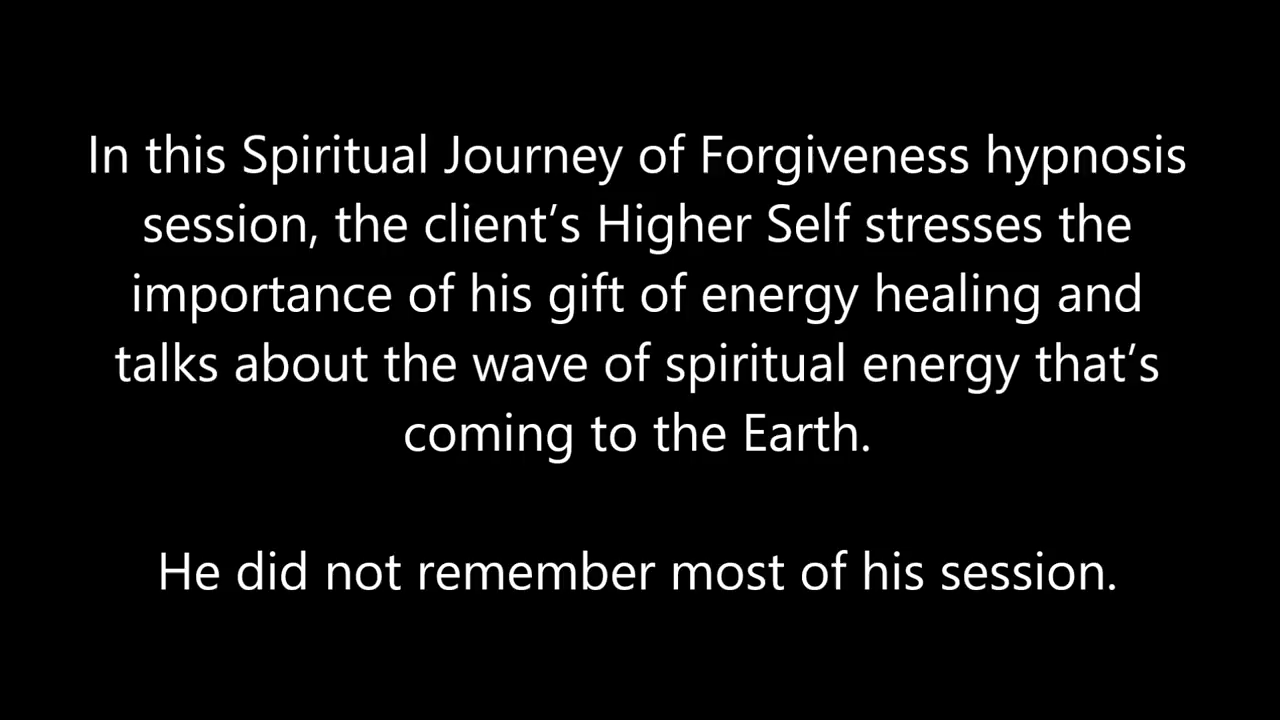 In this Spiritual Journey of Forgiveness hypnosis
session, the client’s Higher Self stresses the
importance of his gift of energy healing and
talks about the wave of spiritual energy that’s
coming to the Earth.
He did not remember most of his session.